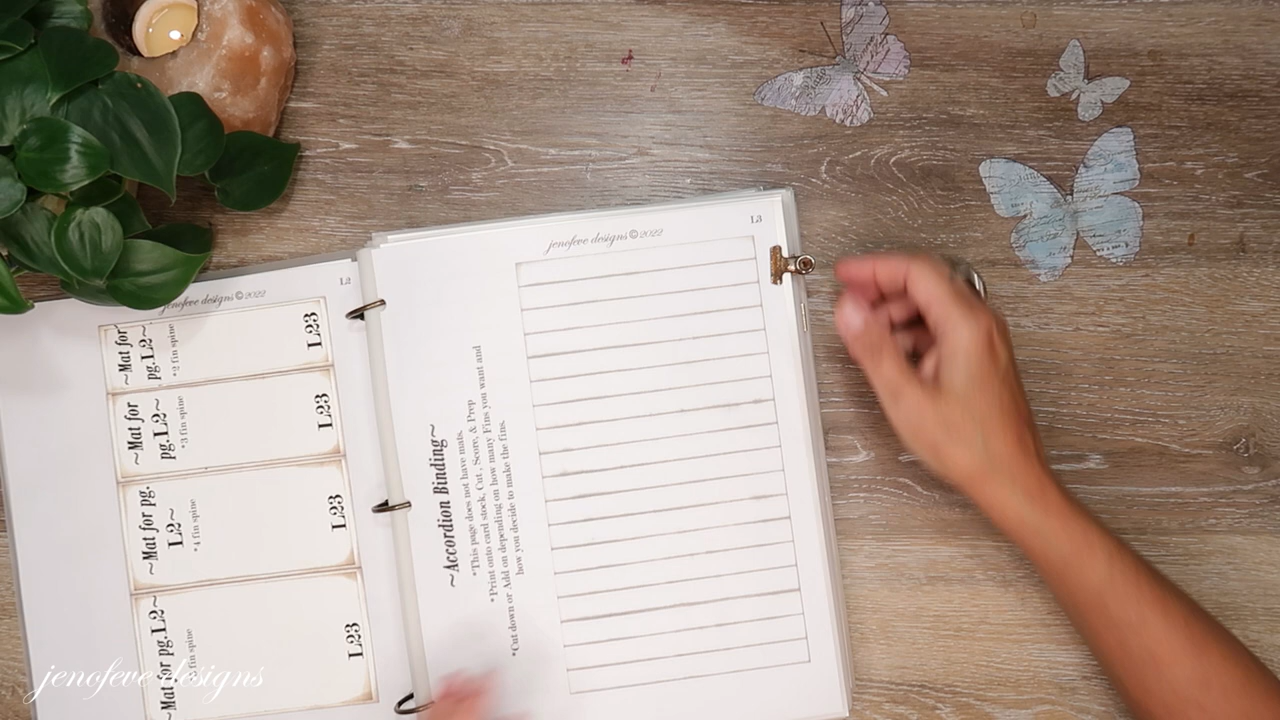 jenofeve designs © 2022
L2
~Mat for
pg.L2~
*2 fin spine
L23
~Mat for
pg.L2~
*3 fin spine
L23
~Mat for pg.
L2~
*4 fin spine
L23
~Mat for pg.L2~
fin spine
L23
jenofeve designs © 2022
L3
~Accordion Binding~
*This page does not have mats.
*Print onto card stock, Cut , Score, & Prep
*Cut down or Add on depending on how many Fins you want and
how you decide to make the fins.
jenofeve designs